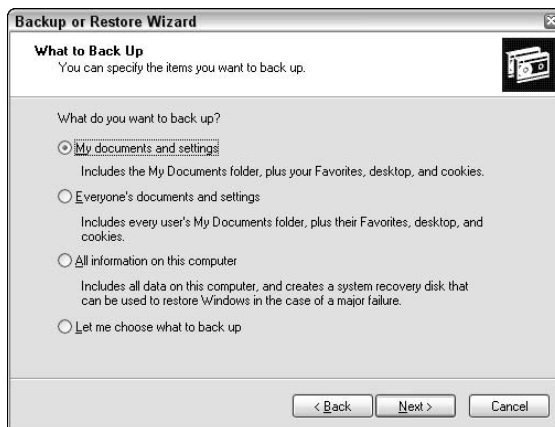 Backup or Restore Wizard
What to Back Up
You can specify the items you want to back up.
What do you want to back up?
My documents and settings
Includes the My Documents folder, plus your Favorites, desktop, and cookies.
Everyone's documents and settings
Includes every user's My Documents folder, plus their Favorites, desktop, and
cookies.
All information on this computer
Includes all data on this computer, and creates a system recovery disk that
can be used to restore Windows in the case of a major failure.
Let me choose what to back up
< Back Next > Cancel